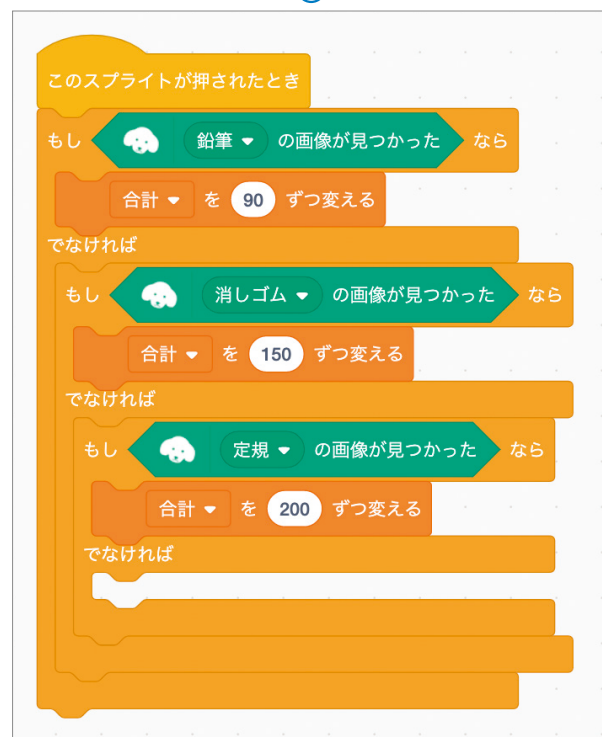 このスプライトが押されたとき
もし 鉛筆 の画像が見つかった なら
合計 を 90 ずつ変える
でなければ
もし 消しゴム の画像が見つかった なら
合計 を 150 ずつ変える
でなければ
もし 定規 の画像が見つかった なら
合計 を 200 ずつ変える
でなければ